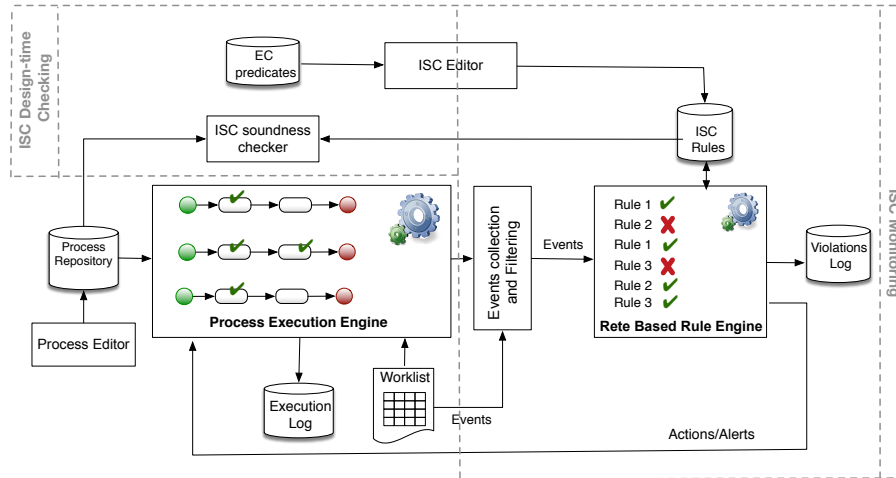 ISC Design-time
Checking
EC
predicates
ISC Editor
ISC soundness
checker
ISC
Rules
ISC Monitoring
Process
Repository
Process Editor
Process Execution Engine
Execution
Log
Worklist
Events
Events collection
and Filtering
Events
Rule 1
Rule 2
Rule 1
Rule 3
Rule 2
Rule 3
Rete Based Rule Engine
Violations
Log
Actions/Alerts